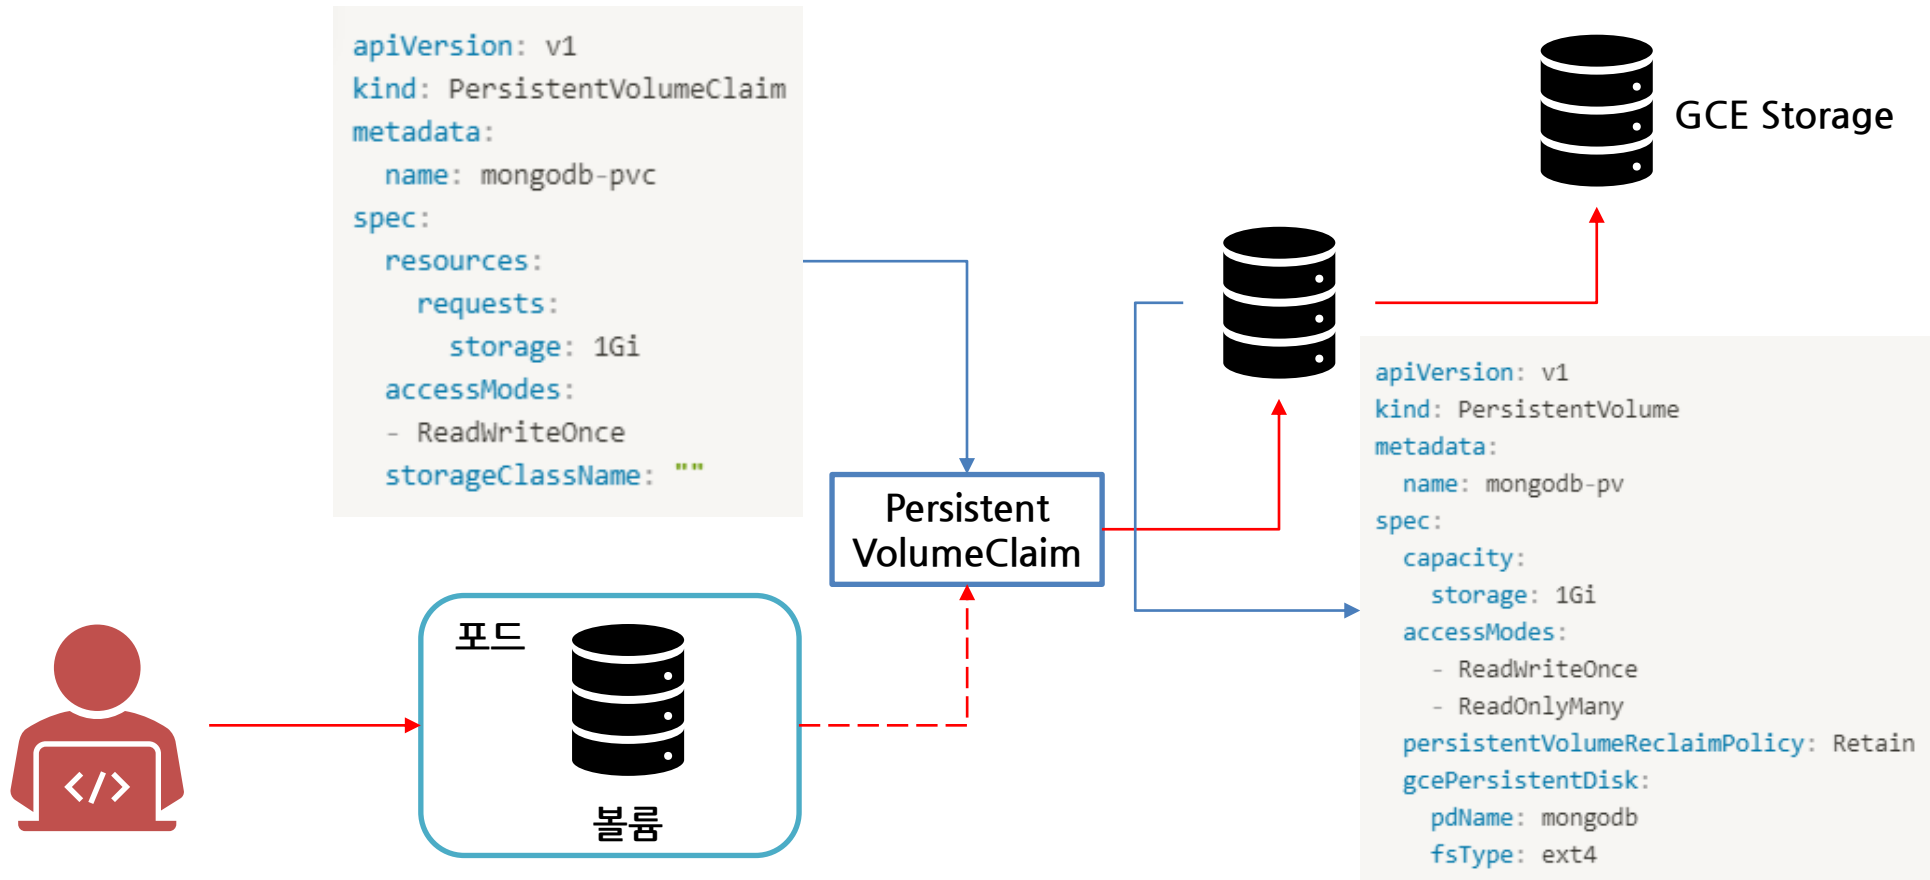 apiVersion: v1
kind: PersistentVolumeClaim
metadata:
  name: mongodb-pvc
spec:
  resources:
    requests:
      storage: 1Gi
  accessModes:
  - ReadWriteOnce
  storageClassName: ""
GCE Storage
Persistent
VolumeClaim
포드
볼륨
</>
apiVersion: v1
kind: PersistentVolume
metadata:
  name: mongodb-pv
spec:
  capacity:
    storage: 1Gi
  accessModes:
    - ReadWriteOnce
    - ReadOnlyMany
  persistentVolumeReclaimPolicy: Retain
  gcePersistentDisk:
    pdName: mongodb
    fsType: ext4